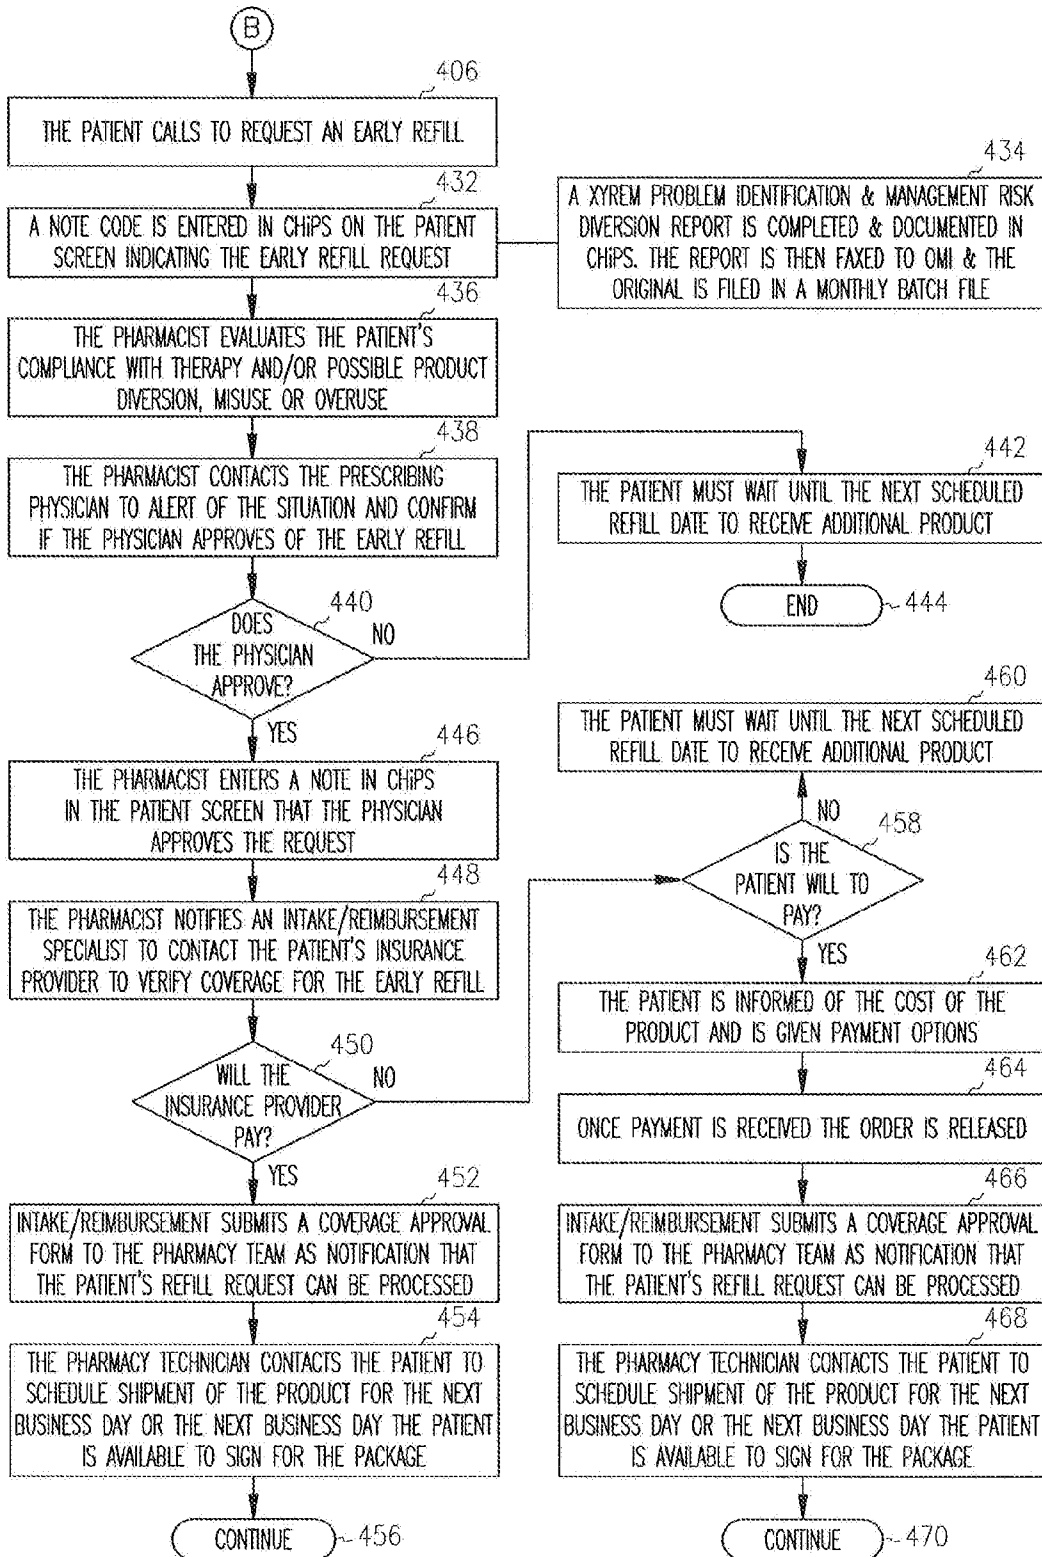 B
406
THE PATIENT CALLS TO REQUEST AN EARLY REFILL
432
A NOTE CODE IS ENTERED IN CHiPS ON THE PATIENT
SCREEN INDICATING THE EARLY REFILL REQUEST
434
A XYREM PROBLEM IDENTIFICATION & MANAGEMENT RISK
DIVERSION REPORT IS COMPLETED & DOCUMENTED IN
CHiPS. THE REPORT IS THEN FAXED TO OMI & THE
ORIGINAL IS FILED IN A MONTHLY BATCH FILE
436
THE PHARMACIST EVALUATES THE PATIENT'S
COMPLIANCE WITH THERAPY AND/OR POSSIBLE PRODUCT
DIVERSION, MISUSE OR OVERUSE
438
THE PHARMACIST CONTACTS THE PRESCRIBING
PHYSICIAN TO ALERT OF THE SITUATION AND CONFIRM
IF THE PHYSICIAN APPROVES OF THE EARLY REFILL
440
DOES
THE PHYSICIAN
APPROVE?
NO
YES
442
THE PATIENT MUST WAIT UNTIL THE NEXT SCHEDULED
REFILL DATE TO RECEIVE ADDITIONAL PRODUCT
END
444
446
THE PHARMACIST ENTERS A NOTE IN CHiPS
IN THE PATIENT SCREEN THAT THE PHYSICIAN
APPROVES THE REQUEST
448
THE PHARMACIST NOTIFIES AN INTAKE/REIMBURSEMENT
SPECIALIST TO CONTACT THE PATIENT'S INSURANCE
PROVIDER TO VERIFY COVERAGE FOR THE EARLY REFILL
450
WILL THE
INSURANCE PROVIDER
PAY?
NO
YES
452
INTAKE/REIMBURSEMENT SUBMITS A COVERAGE APPROVAL
FORM TO THE PHARMACY TEAM AS NOTIFICATION THAT
THE PATIENT'S REFILL REQUEST CAN BE PROCESSED
454
THE PHARMACY TECHNICIAN CONTACTS THE PATIENT TO
SCHEDULE SHIPMENT OF THE PRODUCT FOR THE NEXT
BUSINESS DAY OR THE NEXT BUSINESS DAY THE PATIENT
IS AVAILABLE TO SIGN FOR THE PACKAGE
CONTINUE
456
460
THE PATIENT MUST WAIT UNTIL THE NEXT SCHEDULED
REFILL DATE TO RECEIVE ADDITIONAL PRODUCT
NO
458
IS THE
PATIENT WILL TO
PAY?
YES
462
THE PATIENT IS INFORMED OF THE COST OF THE
PRODUCT AND IS GIVEN PAYMENT OPTIONS
464
ONCE PAYMENT IS RECEIVED THE ORDER IS RELEASED
466
INTAKE/REIMBURSEMENT SUBMITS A COVERAGE APPROVAL
FORM TO THE PHARMACY TEAM AS NOTIFICATION THAT
THE PATIENT'S REFILL REQUEST CAN BE PROCESSED
468
THE PHARMACY TECHNICIAN CONTACTS THE PATIENT TO
SCHEDULE SHIPMENT OF THE PRODUCT FOR THE NEXT
BUSINESS DAY OR THE NEXT BUSINESS DAY THE PATIENT
IS AVAILABLE TO SIGN FOR THE PACKAGE
CONTINUE
470